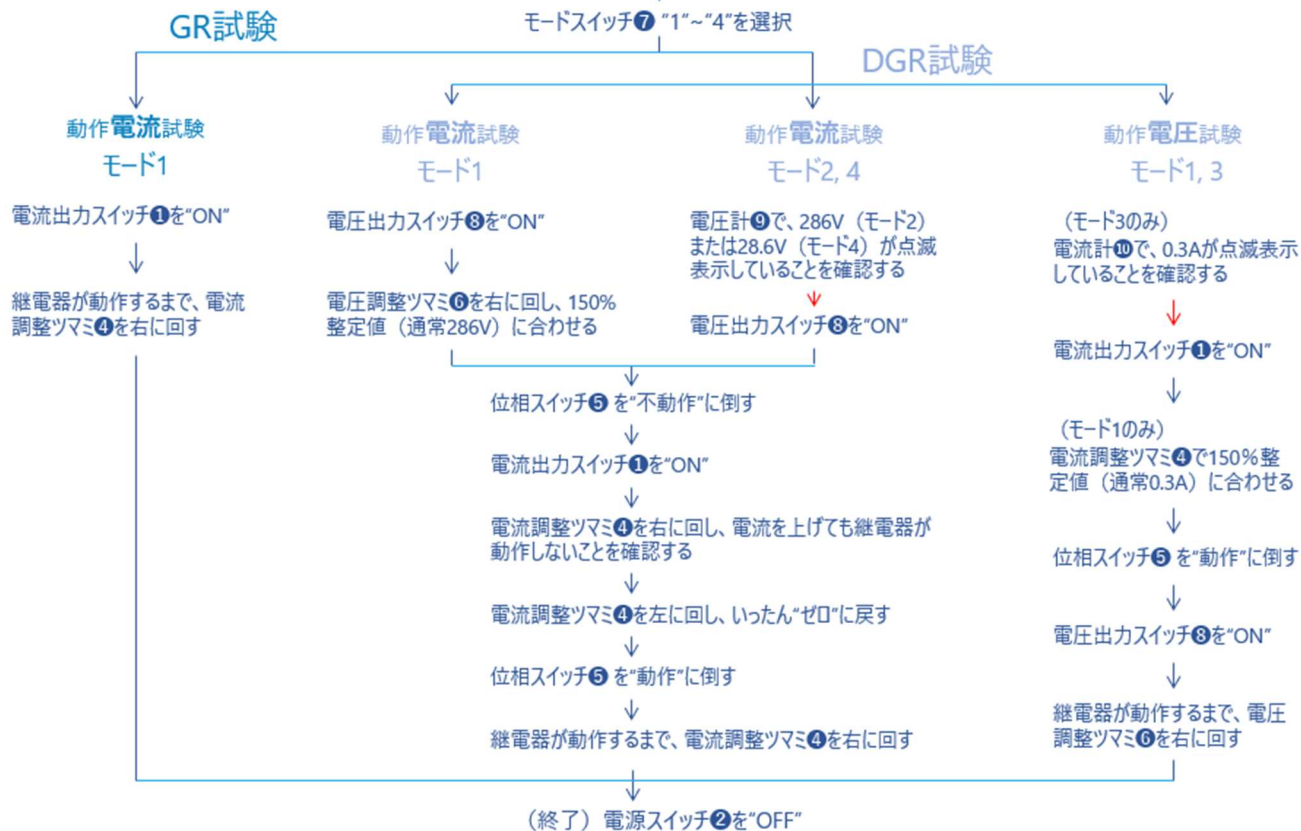 モードスイッチ❼ “1”~“4”を選択
GR試験
DGR試験
動作電流試験
モード1
電流出力スイッチ❶を“ON”
継電器が動作するまで、電流
調整ツマミ❹を右に回す
動作電流試験
モード1
電圧出力スイッチ❽を“ON”
電圧調整ツマミ❻を右に回し、150%
整定値（通常286V）に合わせる
動作電流試験
モード2, 4
電圧計❾で、286V（モード2）
または28.6V（モード4）が点滅
表示していることを確認する
電圧出力スイッチ❽を“ON”
位相スイッチ❺ を“不動作”に倒す
電流出力スイッチ❶を“ON”
電流調整ツマミ❹を右に回し、電流を上げても継電器が
動作しないことを確認する
電流調整ツマミ❹を左に回し、いったん“ゼロ”に戻す
位相スイッチ❺ を“動作”に倒す
継電器が動作するまで、電流調整ツマミ❹を右に回す
動作電圧試験
モード1, 3
（モード3のみ）
電流計❿で、0.3Aが点滅表示
していることを確認する
電流出力スイッチ❶を“ON”
（モード1のみ）
電流調整ツマミ❹で150％整
定値（通常0.3A）に合わせる
位相スイッチ❺ を“動作”に倒す
電圧出力スイッチ❽を“ON”
継電器が動作するまで、電圧
調整ツマミ❻を右に回す
（終了）電源スイッチ❷を“OFF”